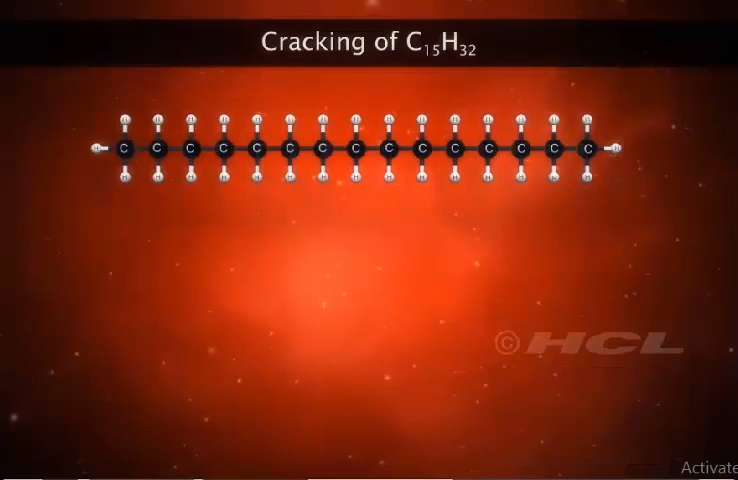 Cracking of C₁₅H₃₂
H H H H H H H H H H H H H H H
H C C C C C C C C C C C C C C C H
H H H H H H H H H H H H H H H
© HCL
Activate